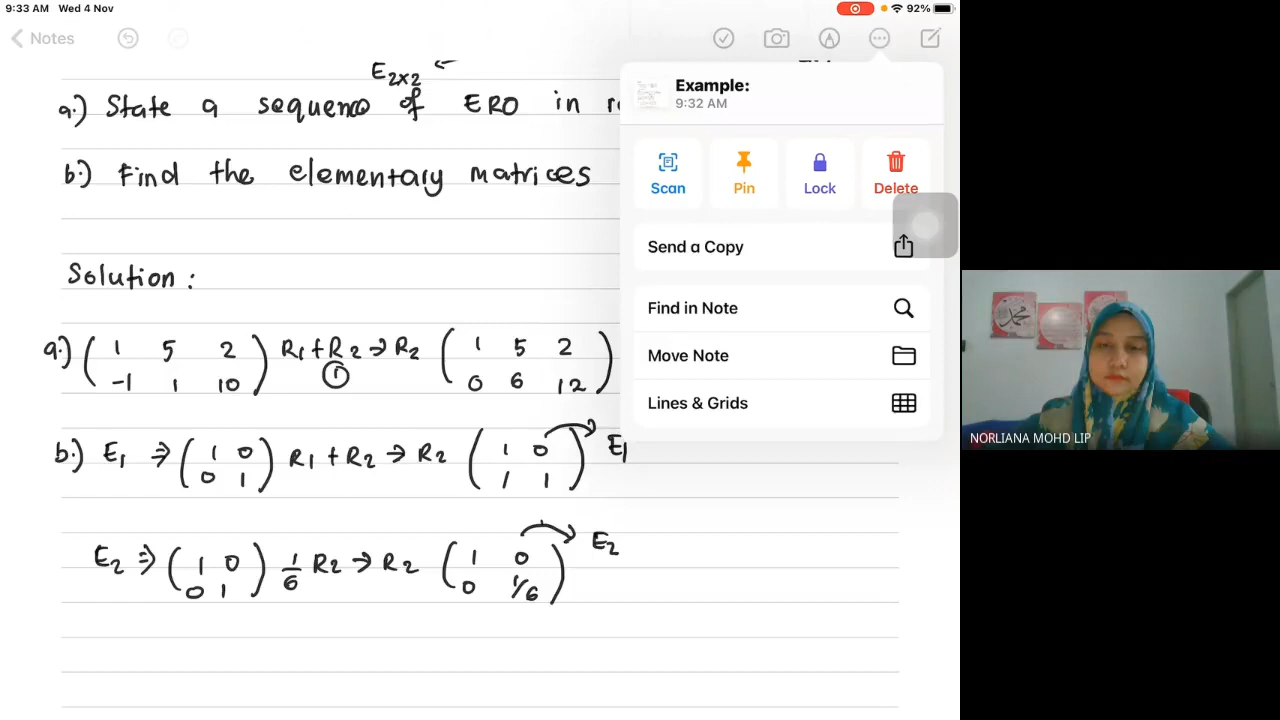 9:33 AM Wed 4 Nov
92%
Notes
E2x2 ←
a.) State a sequence of ERO in
b.) Find the elementary matrices
Solution :
a.) ( 1 5 2 ) R1 + R2 → R2 ( 1 5 2 )
-1 1 10 ① 0 6 12
b.) E1 ⇒ ( 1 0 ) R1 + R2 → R2 ( 1 0 ) E1
0 1 1 1
E2 ⇒ ( 1 0 ) 1/6 R2 → R2 ( 1 0 ) E2
0 1 0 1/6
Example:
9:32 AM
Scan
Pin
Lock
Delete
Send a Copy
Find in Note
Move Note
Lines & Grids
NORLIANA MOHD LIP